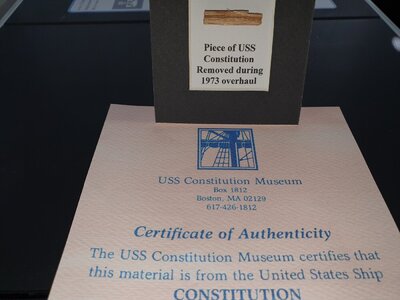 Piece of USS
Constitution
Removed during
1973 overhaul
USS Constitution Museum
Box 1812
Boston, MA 02129
617-426-1812
Certificate of Authenticity
The USS Constitution Museum certifies that
this material is from the United States Ship
CONSTITUTION